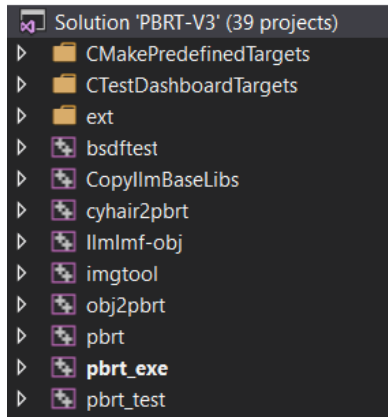 Solution 'PBRT-V3' (39 projects)
CMakePredefinedTargets
CTestDashboardTargets
ext
bsdftest
CopyIlmBaseLibs
cyhair2pbrt
IlmImf-obj
imgtool
obj2pbrt
pbrt
pbrt_exe
pbrt_test